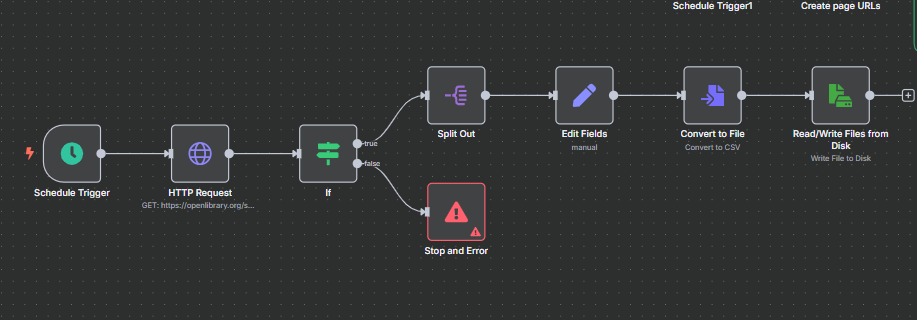 Schedule Trigger1
Create page URLs
true
false
Split Out
Edit Fields
manual
Convert to File
Convert to CSV
Read/Write Files from
Disk
Write File to Disk
Schedule Trigger
HTTP Request
GET: https://openlibrary.org/s...
If
Stop and Error